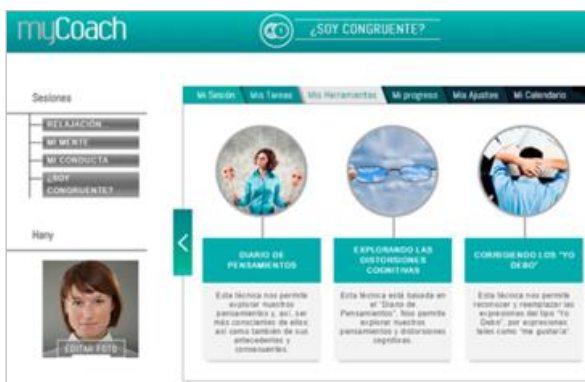 myCoach
¿SOY CONGRUENTE?
Sesiones
RELAJACIÓN
MI MENTE
MI CONDUCTA
¿SOY
CONGRUENTE?
Hany
EDITAR FOTO
Mi Sesión Mis Tareas Mis Herramientas Mi progreso Mis Ajustes Mi Calendario
DIARIO DE
PENSAMIENTOS
Esta técnica nos permite
explorar nuestros
pensamientos y, así, ser
más conscientes de ellos;
así como también de sus
antecedentes y
consecuentes.
EXPLORANDO LAS
DISTORSIONES
COGNITIVAS
Esta técnica está basada en
el "Diario de
Pensamientos". Nos permite
explorar nuestros
pensamientos y distorsiones
cognitivas.
CORRIGIENDO LOS "YO
DEBO"
Esta técnica nos permite
reconocer y reemplazar las
expresiones del tipo "Yo
Debo", por expresiones
tales como "me gustaría".